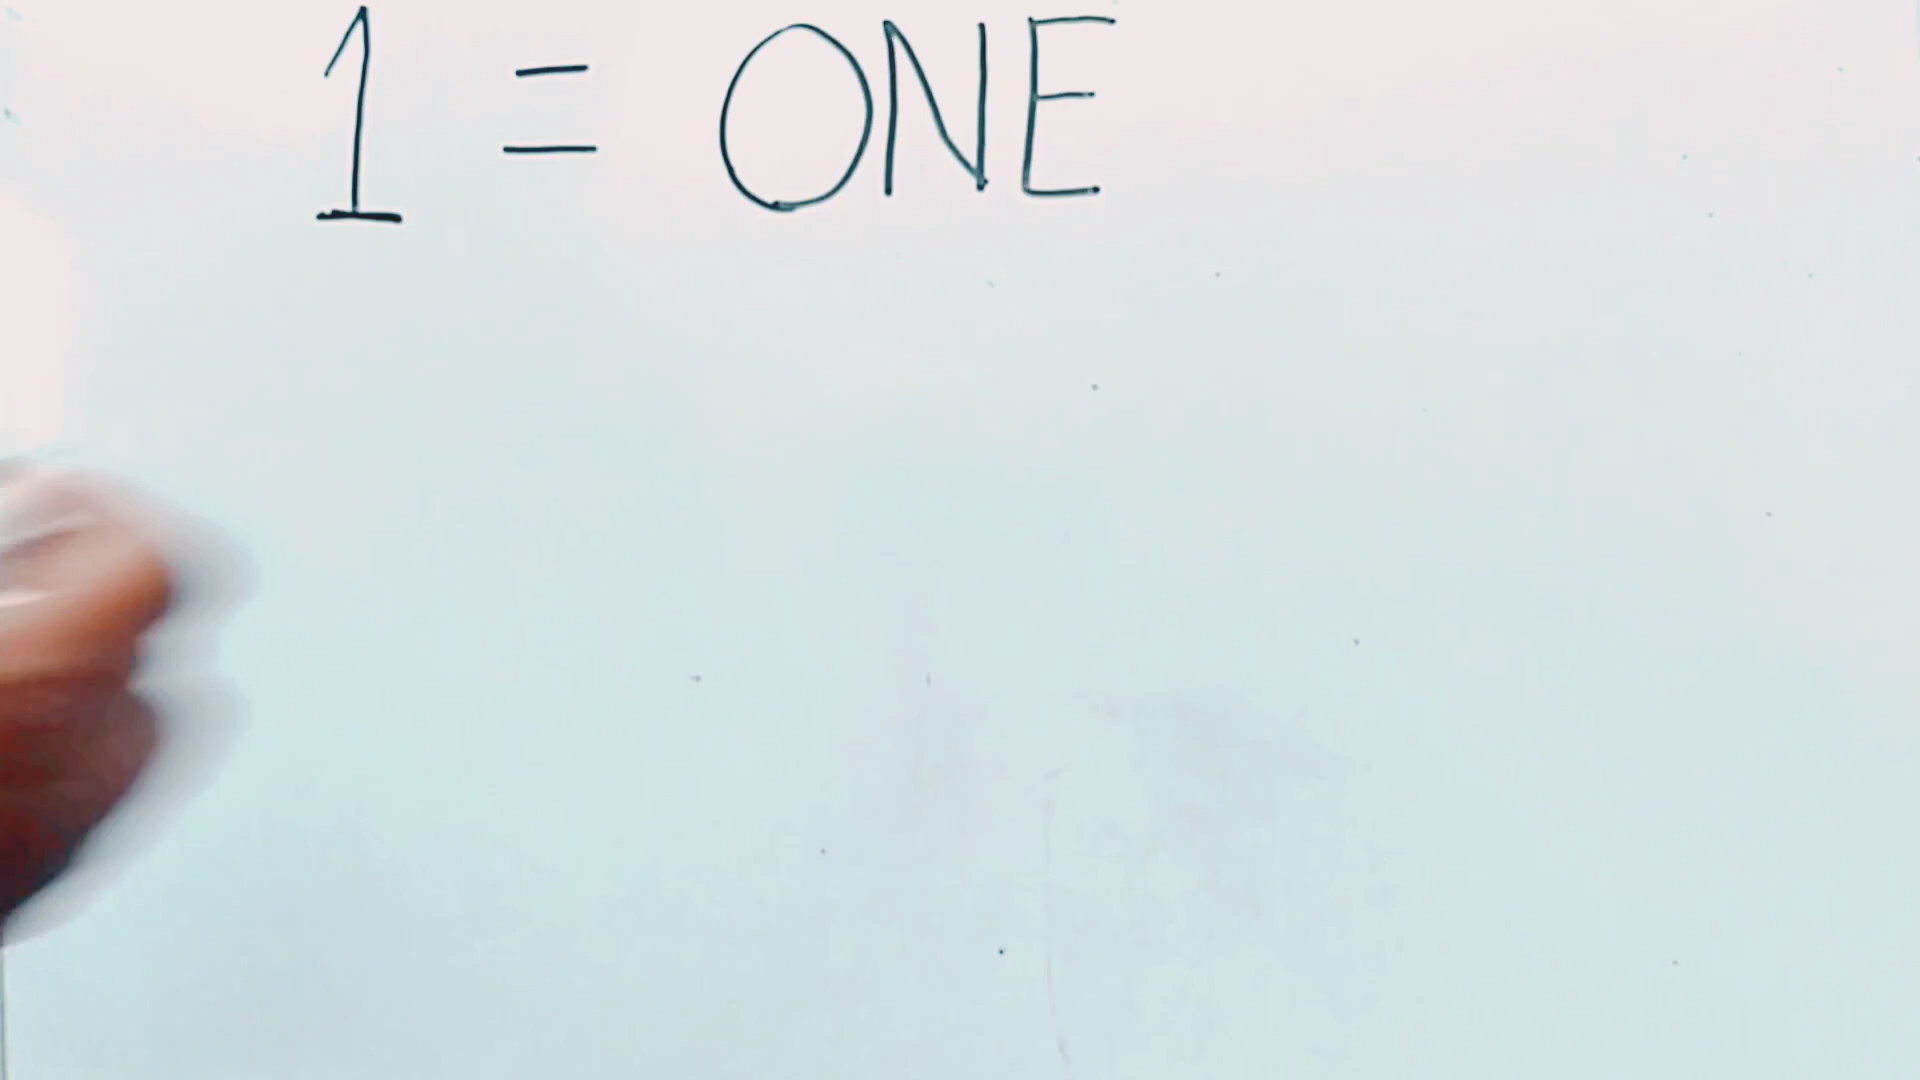 1 = ONE